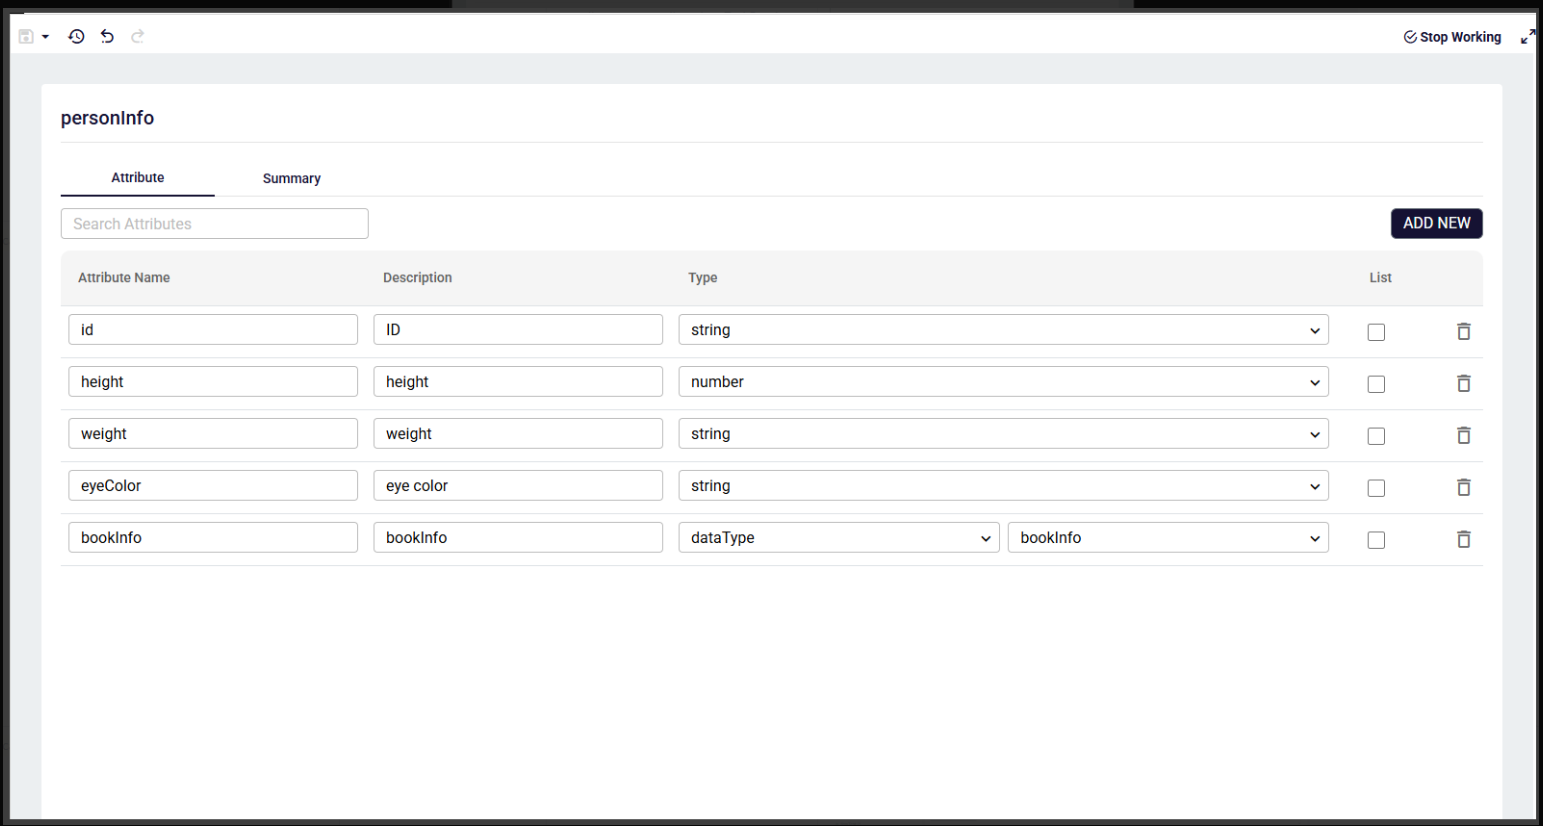 Stop Working
personInfo
Attribute Summary
Search Attributes ADD NEW
Attribute Name Description Type List
id ID string
height height number
weight weight string
eyeColor eye color string
bookInfo bookInfo dataType bookInfo